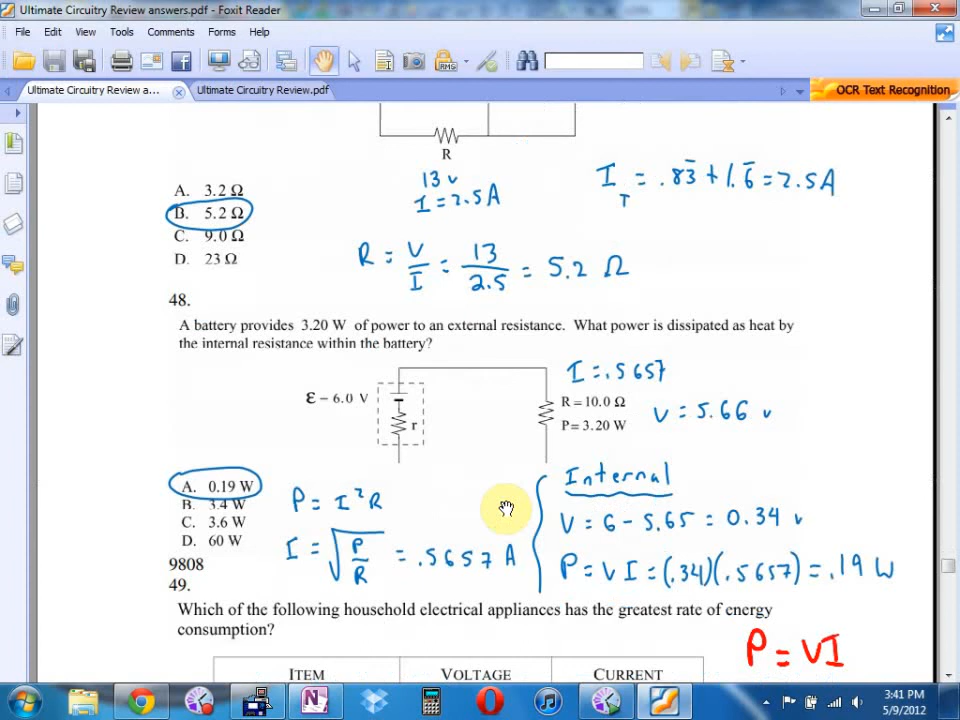 Ultimate Circuitry Review answers.pdf - Foxit Reader
File Edit View Tools Comments Forms Help
Ultimate Circuitry Review a... Ultimate Circuitry Review.pdf OCR Text Recognition
R
13 v
I = 2.5 A
I_T = .83̄ + 1.6̄ = 2.5 A
A. 3.2 Ω
B. 5.2 Ω
C. 9.0 Ω
D. 23 Ω
R = V/I = 13/2.5 = 5.2 Ω
48.
A battery provides 3.20 W of power to an external resistance. What power is dissipated as heat by
the internal resistance within the battery?
I = .5657
ε = 6.0 V
r
R = 10.0 Ω
P = 3.20 W
V = 5.66 v
A. 0.19 W
B. 3.4 W
C. 3.6 W
D. 60 W
P = I²R
I = √(P/R) = .5657 A
Internal
V = 6 - 5.65 = 0.34 v
P = VI = (.34)(.5657) = .19 W
9808
49.
Which of the following household electrical appliances has the greatest rate of energy
consumption?
P = VI
ITEM VOLTAGE CURRENT
3:41 PM
5/9/2012